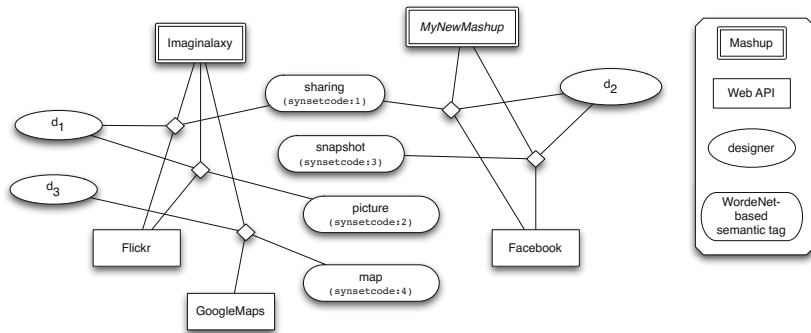 Imaginalaxy
MyNewMashup
Mashup
sharing
(synsetcode:1)
d2
Web API
d1
snapshot
(synsetcode:3)
designer
d3
picture
(synsetcode:2)
WordeNet-
based
semantic tag
Flickr
Facebook
map
(synsetcode:4)
GoogleMaps